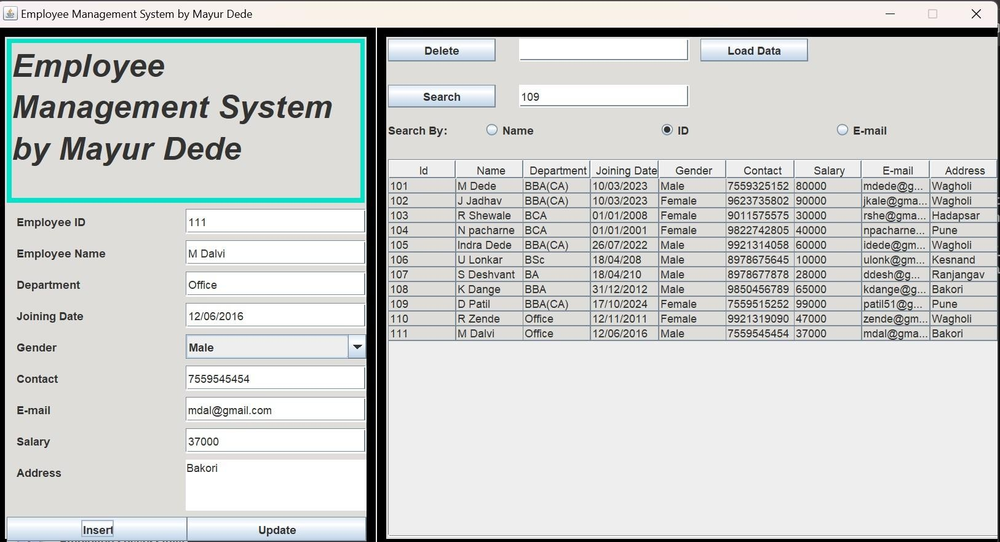 Employee Management System by Mayur Dede
Employee
Management System
by Mayur Dede
Employee ID 111
Employee Name M Dalvi
Department Office
Joining Date 12/06/2016
Gender Male
Contact 7559545454
E-mail mdal@gmail.com
Salary 37000
Address Bakori
Insert Update
Delete Load Data
Search 109
Search By: Name ID E-mail
Id Name Department Joining Date Gender Contact Salary E-mail Address
101 M Dede BBA(CA) 10/03/2023 Male 7559325152 80000 mdede@g... Wagholi
102 J Jadhav BBA(CA) 10/03/2023 Female 9623735802 90000 jkale@gma... Wagholi
103 R Shewale BCA 01/01/2008 Female 9011575575 30000 rshe@gma... Hadapsar
104 N pacharne BCA 01/01/2001 Female 9822742805 40000 npacharne... Pune
105 Indra Dede BBA(CA) 26/07/2022 Male 9921314058 60000 idede@gm... Wagholi
106 U Lonkar BSc 18/04/208 Male 8978675645 10000 ulonk@gm... Kesnand
107 S Deshvant BA 18/04/210 Male 8978677878 28000 ddesh@g... Ranjangav
108 K Dange BBA 31/12/2012 Male 9850456789 65000 kdange@g... Bakori
109 D Patil BBA(CA) 17/10/2024 Female 7559515252 99000 patil51@g... Pune
110 R Zende Office 12/11/2011 Female 9921319090 47000 zende@gm... Wagholi
111 M Dalvi Office 12/06/2016 Male 7559545454 37000 mdal@gma... Bakori